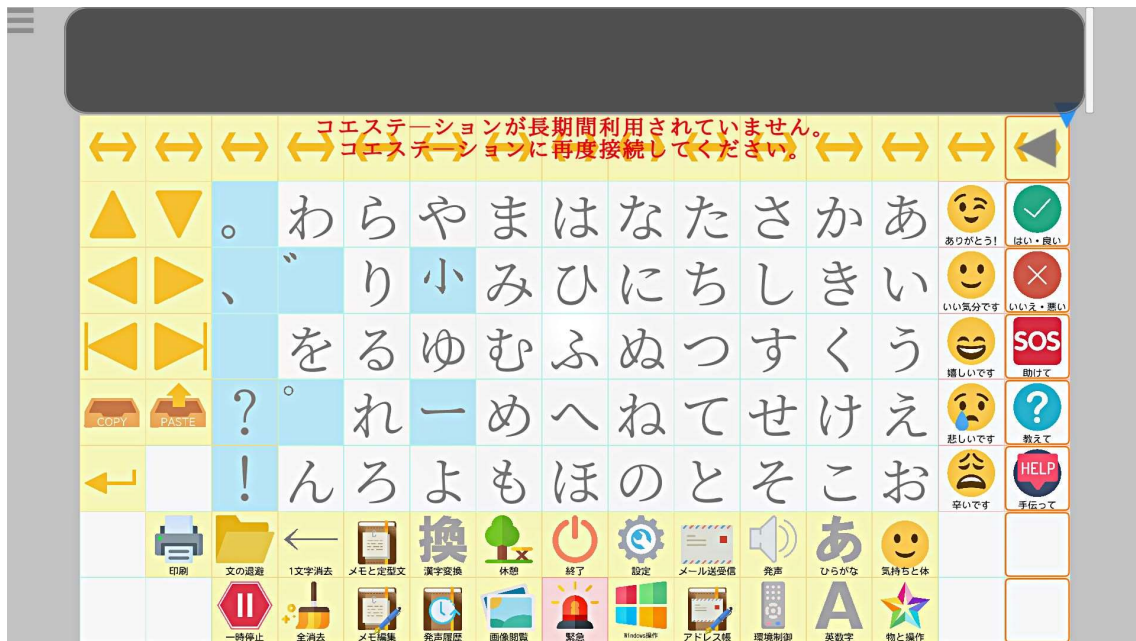 コエステーションが長期間利用されていません。
コエステーションに再度接続してください。
。 わ ら や ま は な た さ か あ ありがとう! はい・良い
、 ゛ り 小 み ひ に ち し き い いい気分です いいえ・悪い
を る ゆ む ふ ぬ つ す く う 嬉しいです SOS 助けて
COPY PASTE ? ゜ れ ー め へ ね て せ け え 悲しいです ? 教えて
! ん ろ よ も ほ の と そ こ お 辛いです HELP 手伝って
換 あ
印刷 文の退避 1文字消去 メモと定型文 漢字変換 休憩 終了 設定 メール送受信 発声 ひらがな 気持ちと体
A
一時停止 全消去 メモ編集 発声履歴 画像閲覧 緊急 Windows操作 アドレス帳 環境制御 英数字 物と操作